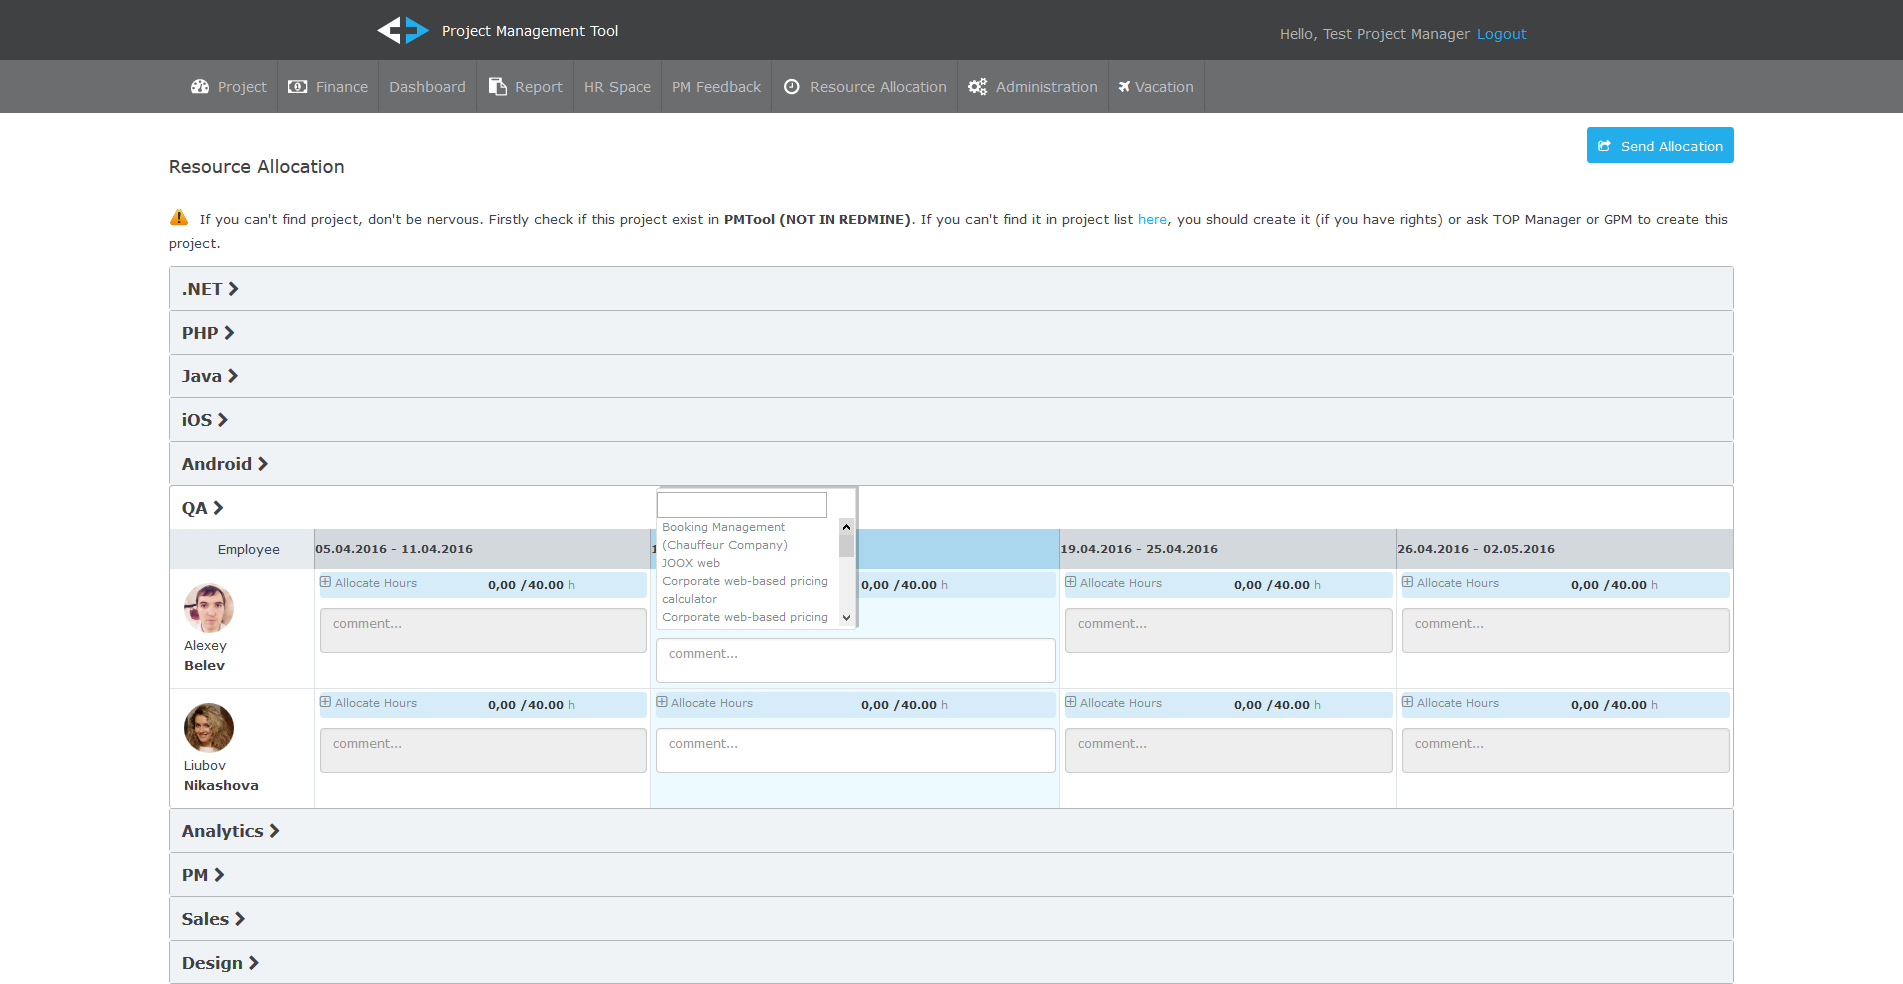 Project Management Tool
Hello, Test Project Manager Logout
Project Finance Dashboard Report HR Space PM Feedback Resource Allocation Administration Vacation
Send Allocation
Resource Allocation
If you can't find project, don't be nervous. Firstly check if this project exist in PMTool (NOT IN REDMINE). If you can't find it in project list here, you should create it (if you have rights) or ask TOP Manager or GPM to create this
project.
.NET
PHP
Java
iOS
Android
QA
Employee 05.04.2016 - 11.04.2016 19.04.2016 - 25.04.2016 26.04.2016 - 02.05.2016
Booking Management
(Chauffeur Company)
JOOX web
Corporate web-based pricing
calculator
Corporate web-based pricing
Allocate Hours 0,00 /40.00 h 0,00 /40.00 h Allocate Hours 0,00 /40.00 h Allocate Hours 0,00 /40.00 h
comment... comment... comment... comment...
Alexey
Belev
Allocate Hours 0,00 /40.00 h Allocate Hours 0,00 /40.00 h Allocate Hours 0,00 /40.00 h Allocate Hours 0,00 /40.00 h
comment... comment... comment... comment...
Liubov
Nikashova
Analytics
PM
Sales
Design